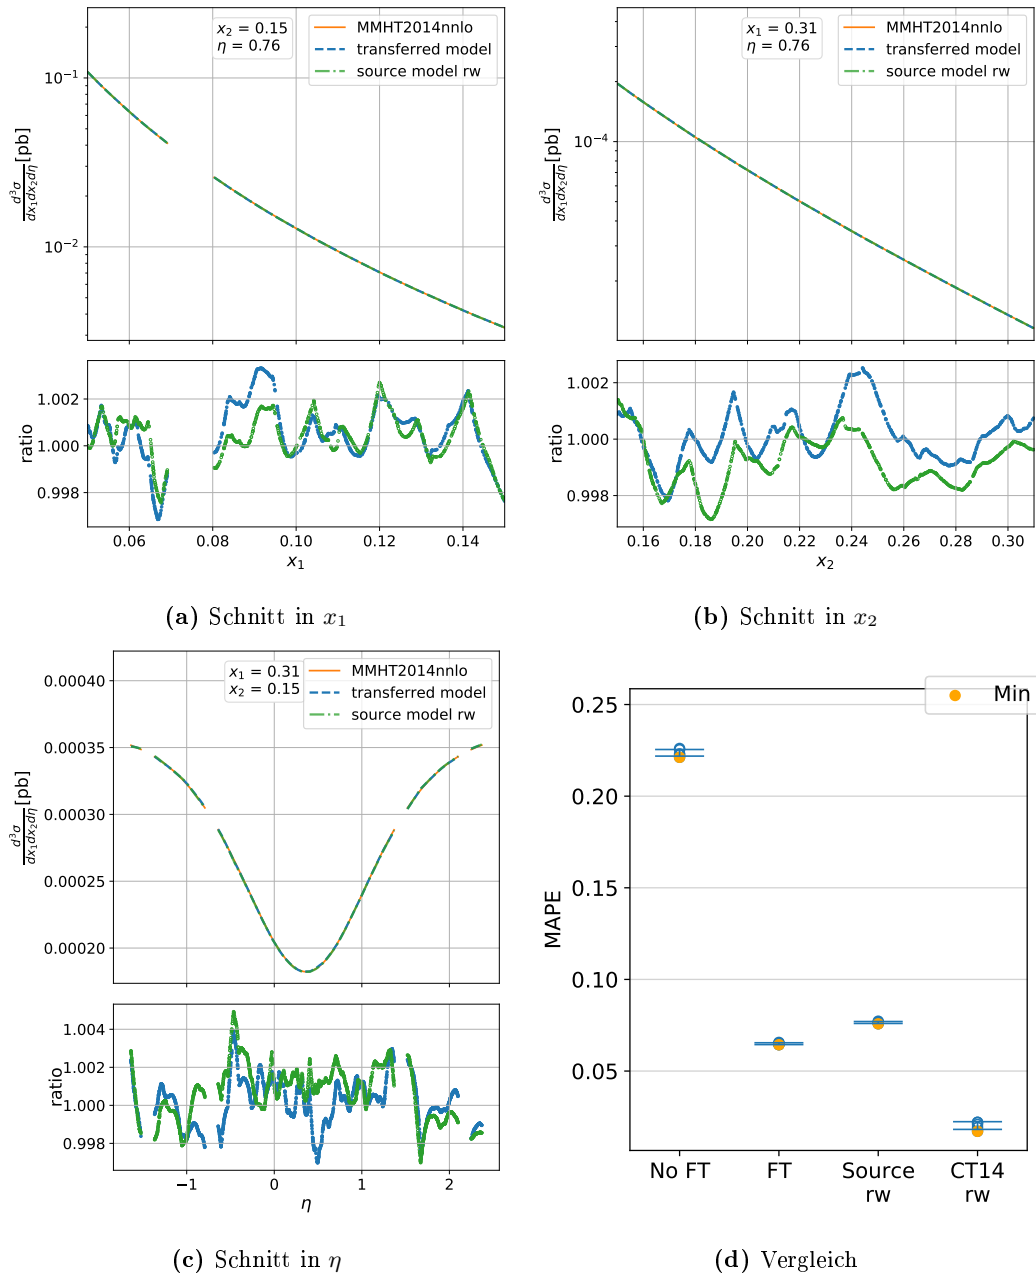 x₂ = 0.15
η = 0.76
MMHT2014nnlo
transferred model
source model rw
10⁻¹
10⁻²
d³σ/dx₁dx₂dη [pb]
1.002
1.000
0.998
ratio
0.06 0.08 0.10 0.12 0.14
x₁
(a) Schnitt in x₁
x₁ = 0.31
η = 0.76
MMHT2014nnlo
transferred model
source model rw
10⁻⁴
d³σ/dx₁dx₂dη [pb]
1.002
1.000
0.998
ratio
0.16 0.18 0.20 0.22 0.24 0.26 0.28 0.30
x₂
(b) Schnitt in x₂
x₁ = 0.31
x₂ = 0.15
MMHT2014nnlo
transferred model
source model rw
0.00040
0.00035
0.00030
0.00025
0.00020
d³σ/dx₁dx₂dη [pb]
1.004
1.002
1.000
0.998
ratio
−1 0 1 2
η
(c) Schnitt in η
Min
0.25
0.20
0.15
0.10
0.05
MAPE
No FT FT Source rw CT14 rw
(d) Vergleich